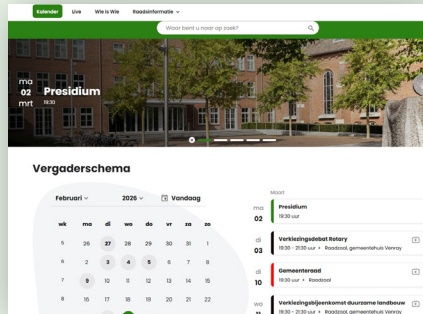 Kalender Live Wie is Wie Raadsinformatie
Waar bent u naar op zoek?
ma
02 Presidium
mrt 19:30
Vergaderschema
Februari 2026 Vandaag
wk ma di wo do vr za zo
5 26 27 28 29 30 31 1
6 2 3 4 5 6 7 8
7 9 10 11 12 13 14 15
8 16 17 18 19 20 21 22
Maart
ma Presidium
02 19:30 uur
di Verkiezingsdebat Rotary
03 19:30 - 21:30 uur • Raadzaal, gemeentehuis Venray
di Gemeenteraad
10 19:30 uur • Raadzaal
wo Verkiezingsbijeenkomst duurzame landbouw
19:30 - 21:30 uur • Raadzaal, gemeentehuis Venray